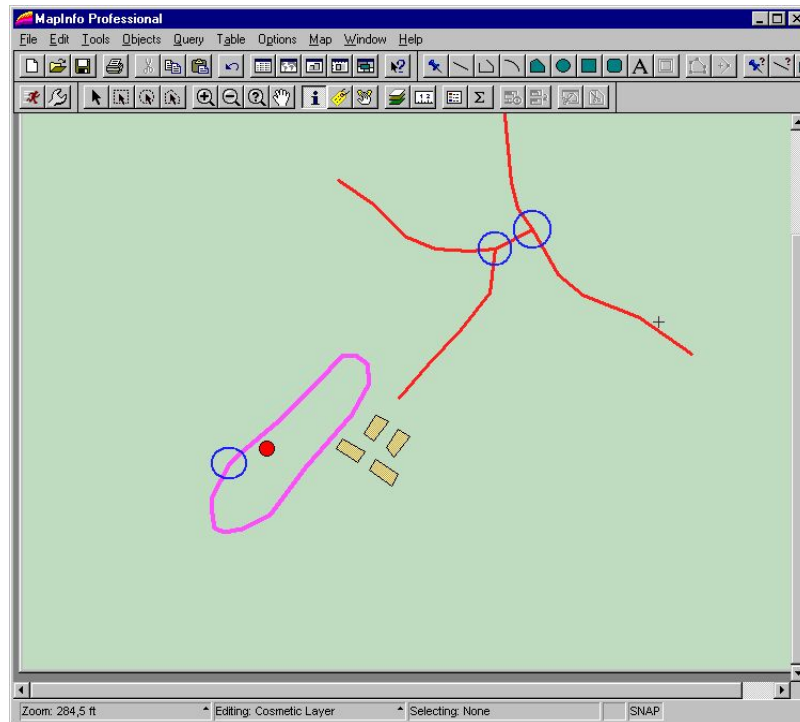 MapInfo Professional
File Edit Tools Objects Query Table Options Map Window Help
A
Zoom: 284,5 ft Editing: Cosmetic Layer Selecting: None SNAP